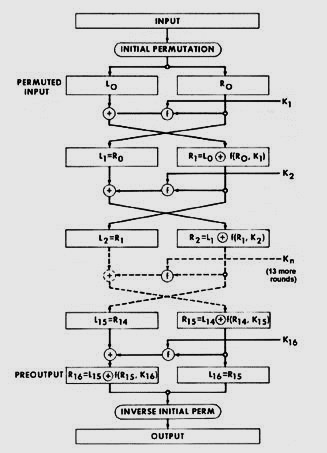 INPUT
INITIAL PERMUTATION
PERMUTED INPUT
L0
R0
+
f
K1
L1=R0
R1=L0 ⊕ f(R0, K1)
+
f
K2
L2=R1
R2=L1 ⊕ f(R1, K2)
+
f
Kn
(13 more rounds)
L15=R14
R15=L14⊕f(R14, K15)
+
f
K16
PREOUTPUT
R16=L15⊕f(R15, K16)
L16=R15
INVERSE INITIAL PERM
OUTPUT